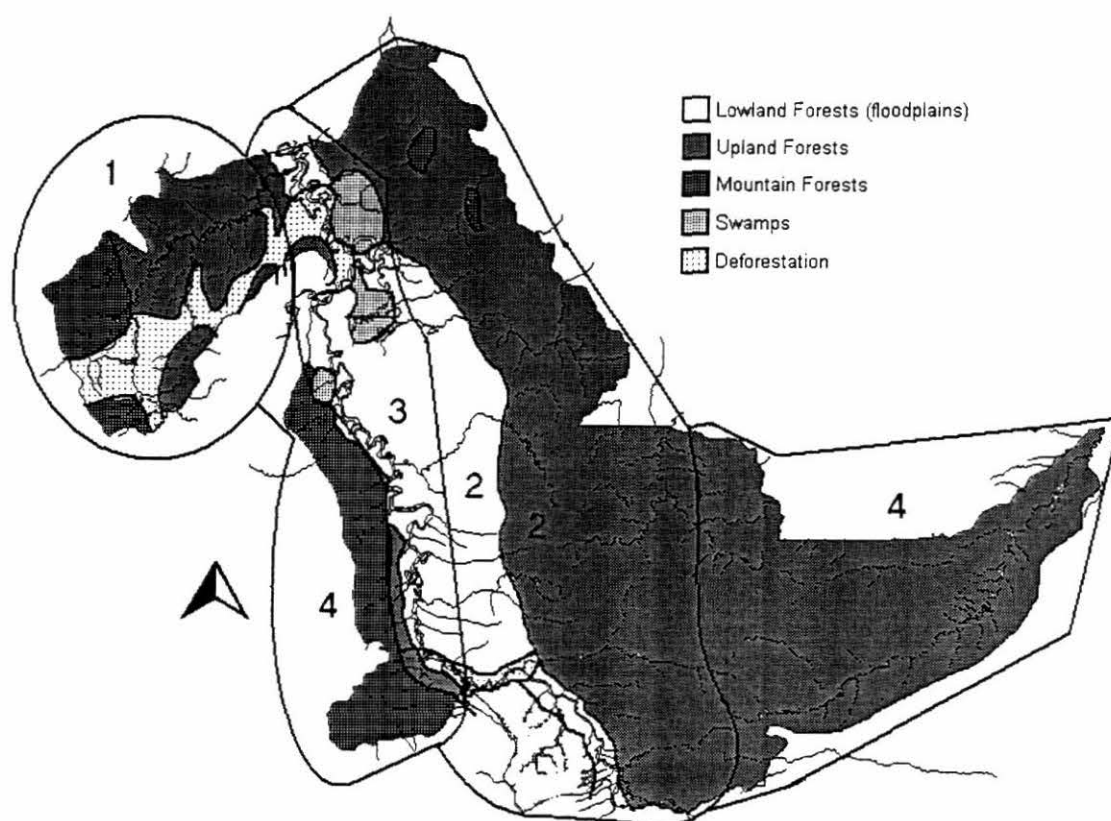 1
Lowland Forests (floodplains)
Upland Forests
Mountain Forests
Swamps
Deforestation
3
2
2
4
4